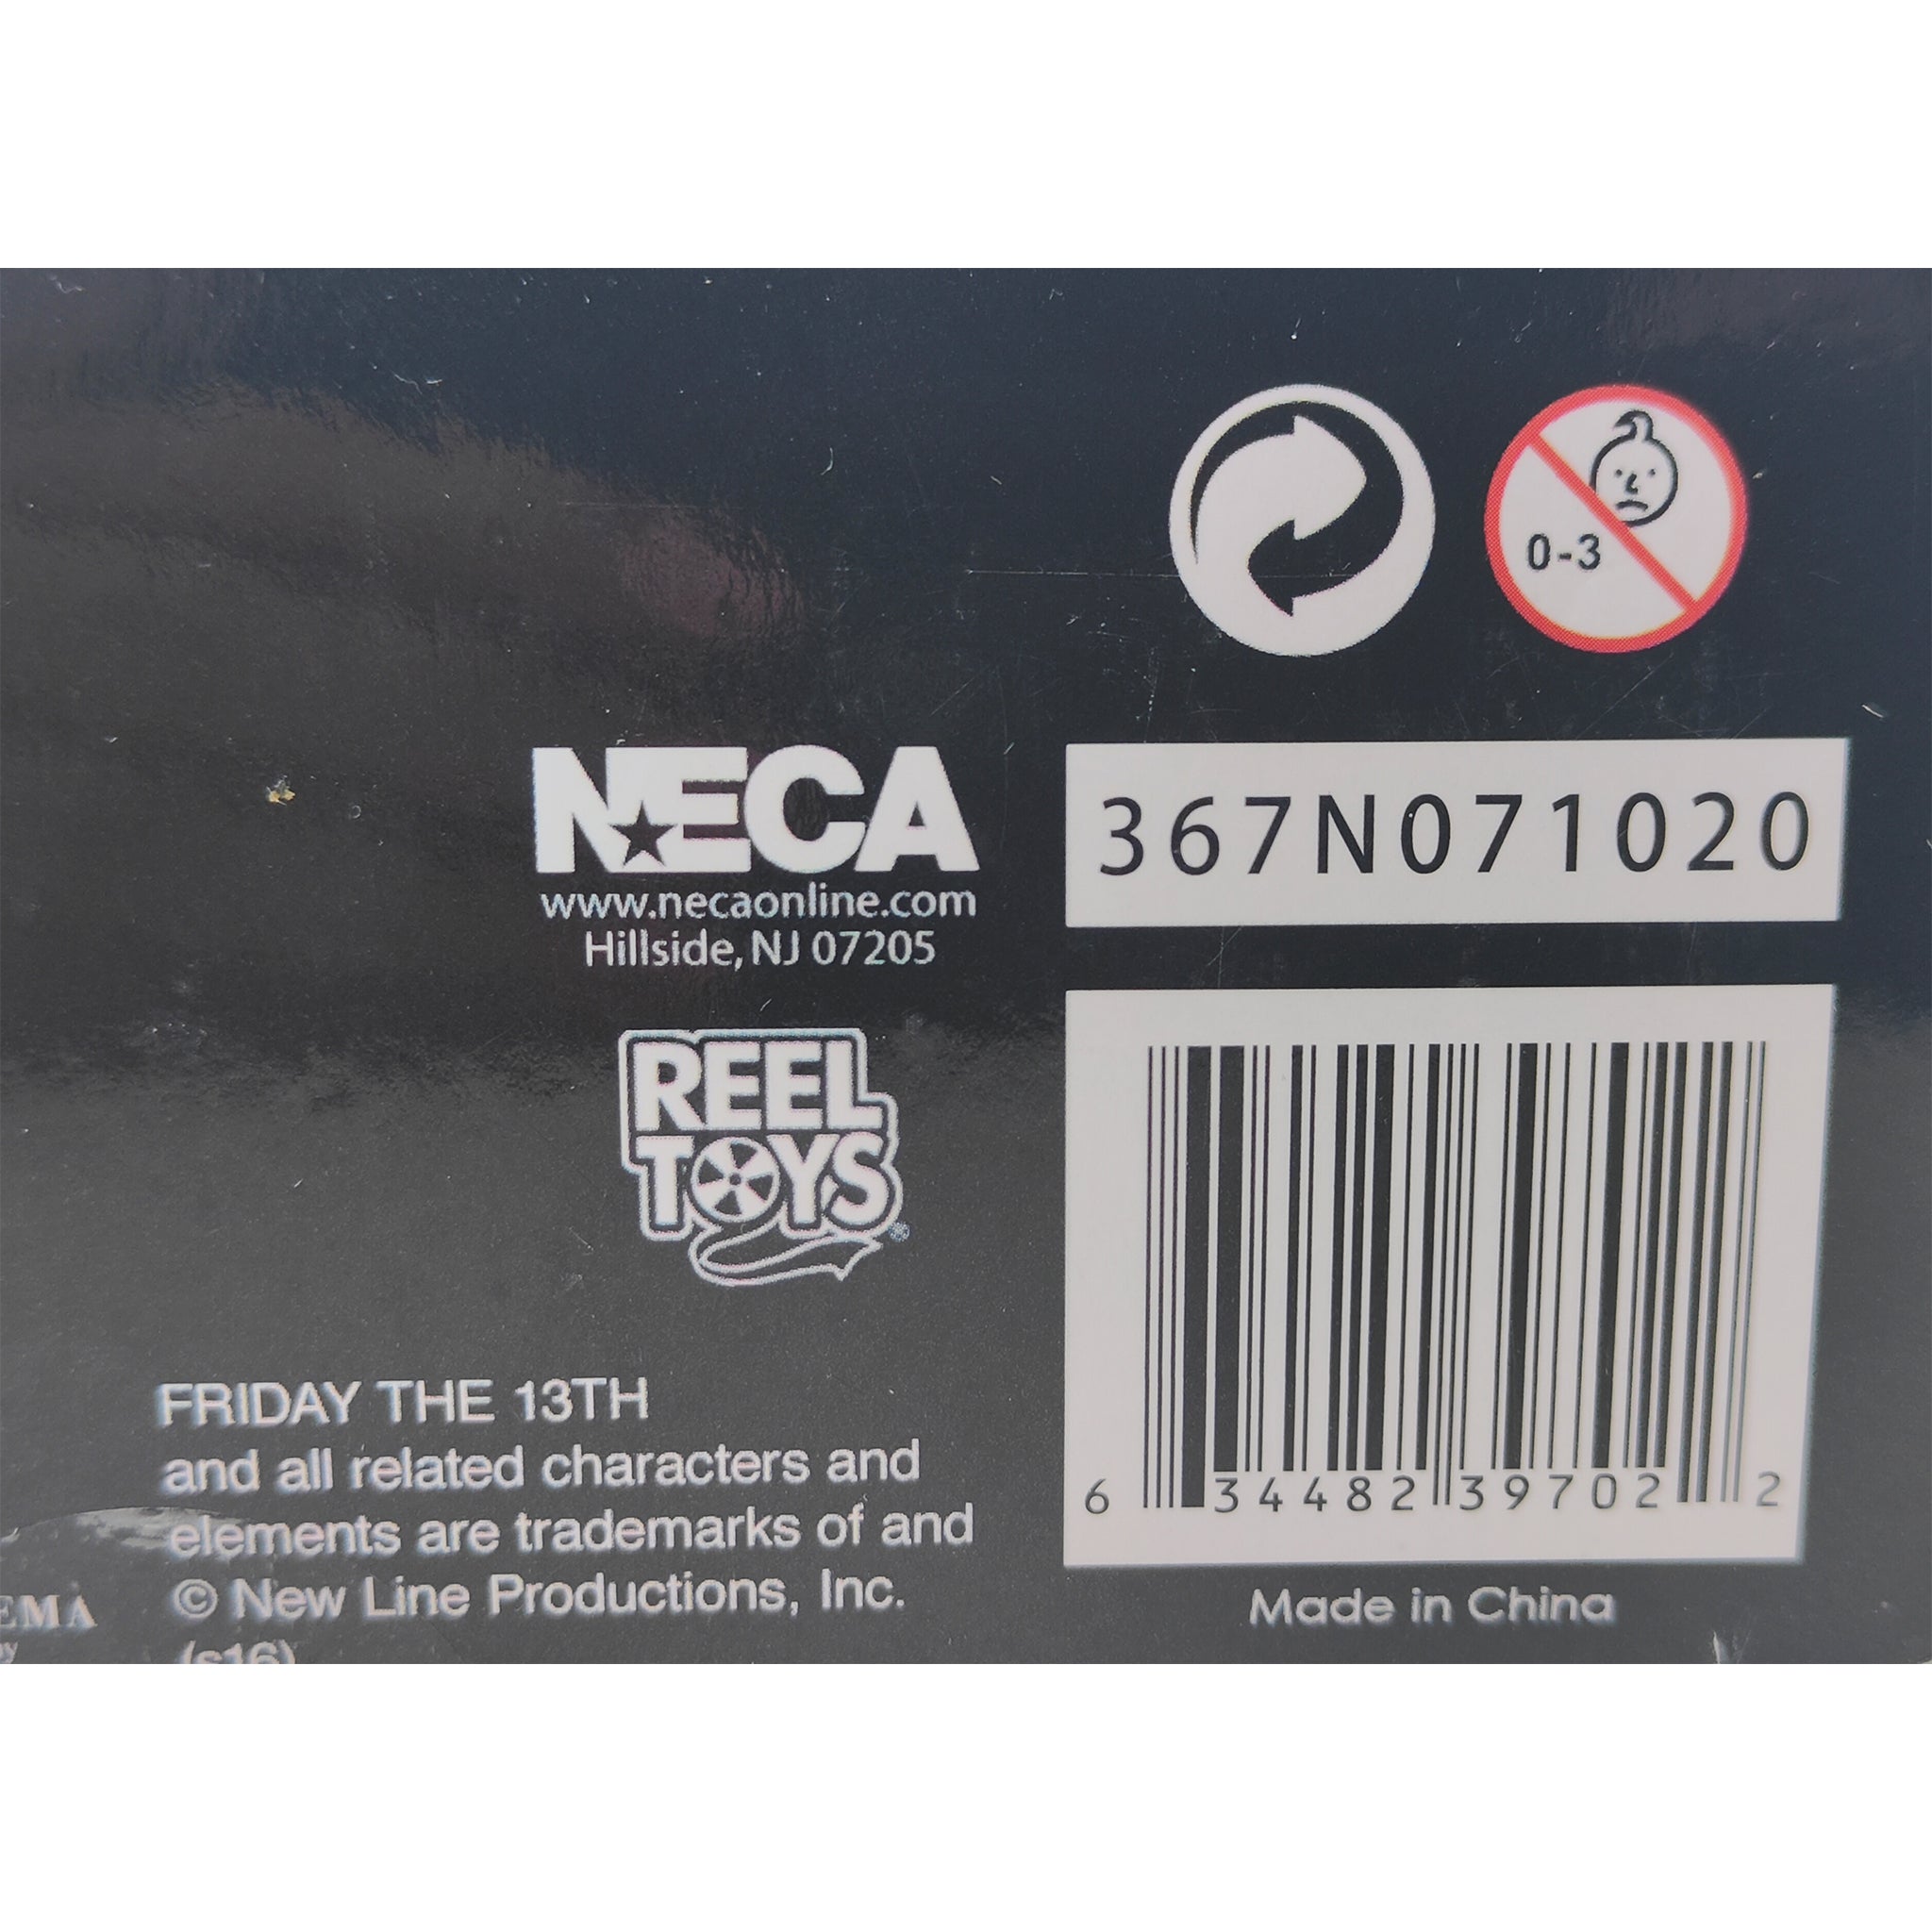 0-3
NECA
www.necaonline.com
Hillside, NJ 07205
367N071020
REEL
TOYS
®
FRIDAY THE 13TH
and all related characters and
elements are trademarks of and
© New Line Productions, Inc.
(s16)
6 34482 39702 2
Made in China